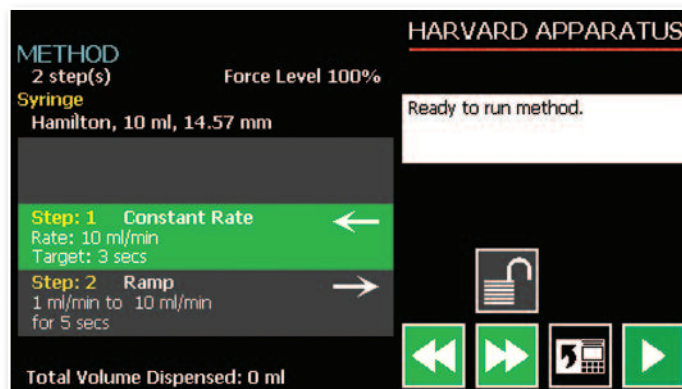 HARVARD APPARATUS
METHOD
2 step(s) Force Level 100%
Syringe
Hamilton, 10 ml, 14.57 mm
Ready to run method.
Step: 1 Constant Rate
Rate: 10 ml/min
Target: 3 secs
Step: 2 Ramp
1 ml/min to 10 ml/min
for 5 secs
Total Volume Dispensed: 0 ml